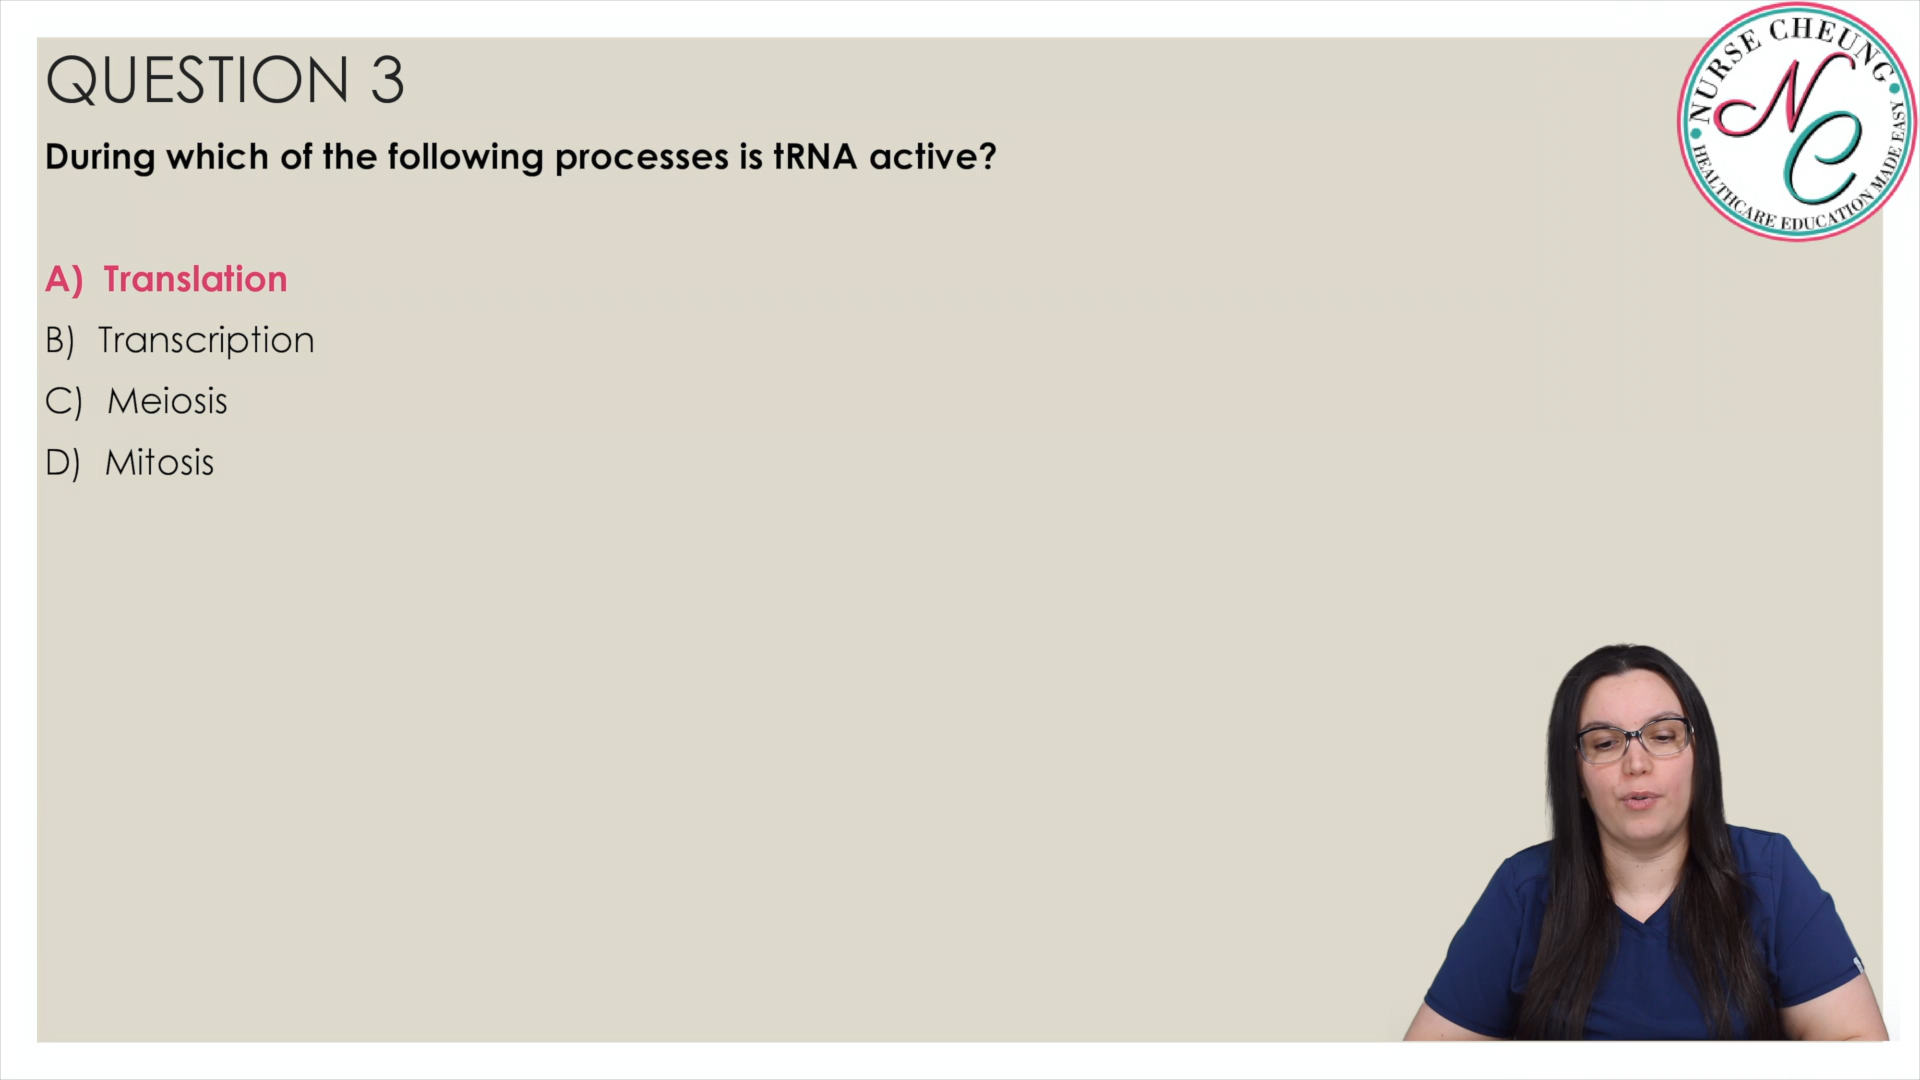 QUESTION 3
During which of the following processes is tRNA active?
A) Translation
B) Transcription
C) Meiosis
D) Mitosis
NURSE CHEUNG
NC
HEALTHCARE EDUCATION MADE EASY